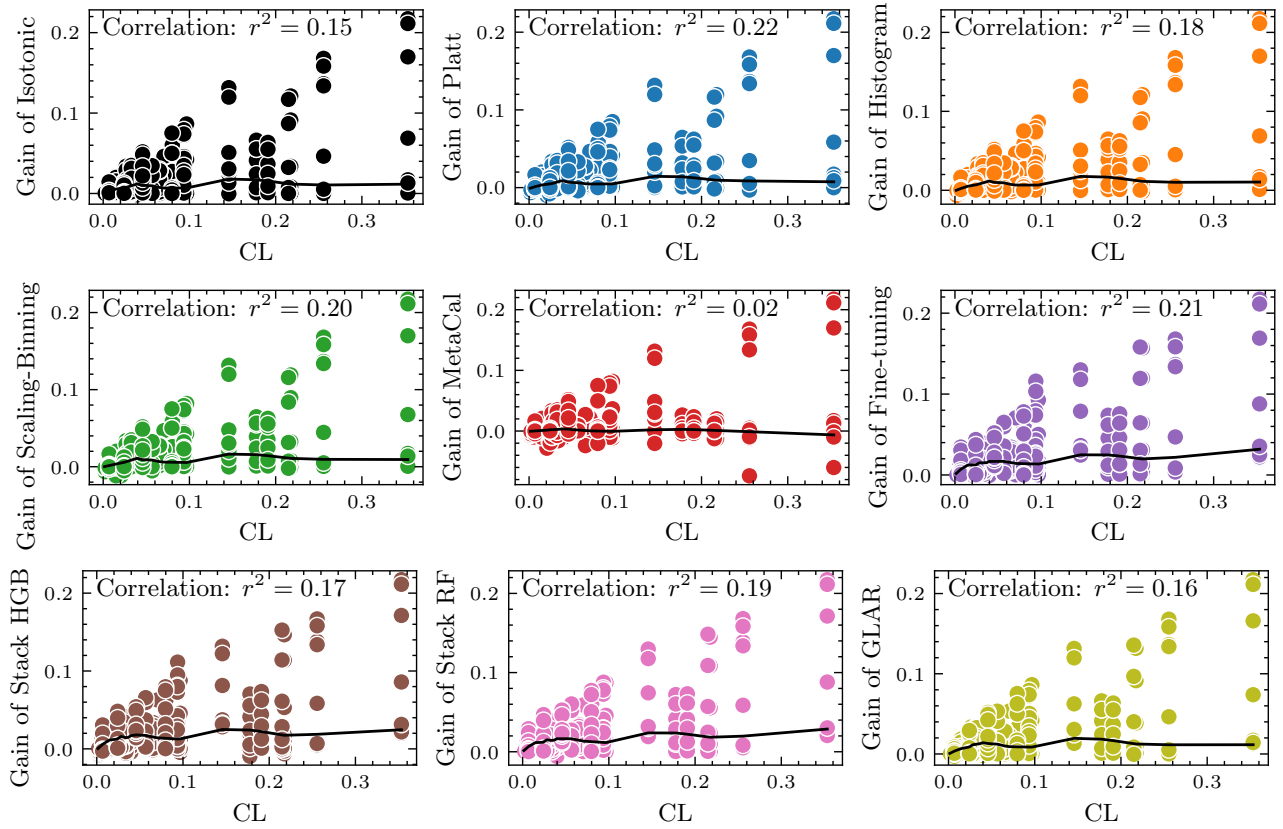 Correlation: r² = 0.15
Gain of Isotonic
0.2
0.1
0.0
0.0 0.1 0.2 0.3
CL
Correlation: r² = 0.22
Gain of Platt
0.2
0.1
0.0
0.0 0.1 0.2 0.3
CL
Correlation: r² = 0.18
Gain of Histogram
0.2
0.1
0.0
0.0 0.1 0.2 0.3
CL
Correlation: r² = 0.20
Gain of Scaling-Binning
0.2
0.1
0.0
0.0 0.1 0.2 0.3
CL
Correlation: r² = 0.02
Gain of MetaCal
0.2
0.1
0.0
0.0 0.1 0.2 0.3
CL
Correlation: r² = 0.21
Gain of Fine-tuning
0.2
0.1
0.0
0.0 0.1 0.2 0.3
CL
Correlation: r² = 0.17
Gain of Stack HGB
0.2
0.1
0.0
0.0 0.1 0.2 0.3
CL
Correlation: r² = 0.19
Gain of Stack RF
0.2
0.1
0.0
0.0 0.1 0.2 0.3
CL
Correlation: r² = 0.16
Gain of GLAR
0.2
0.1
0.0
0.0 0.1 0.2 0.3
CL